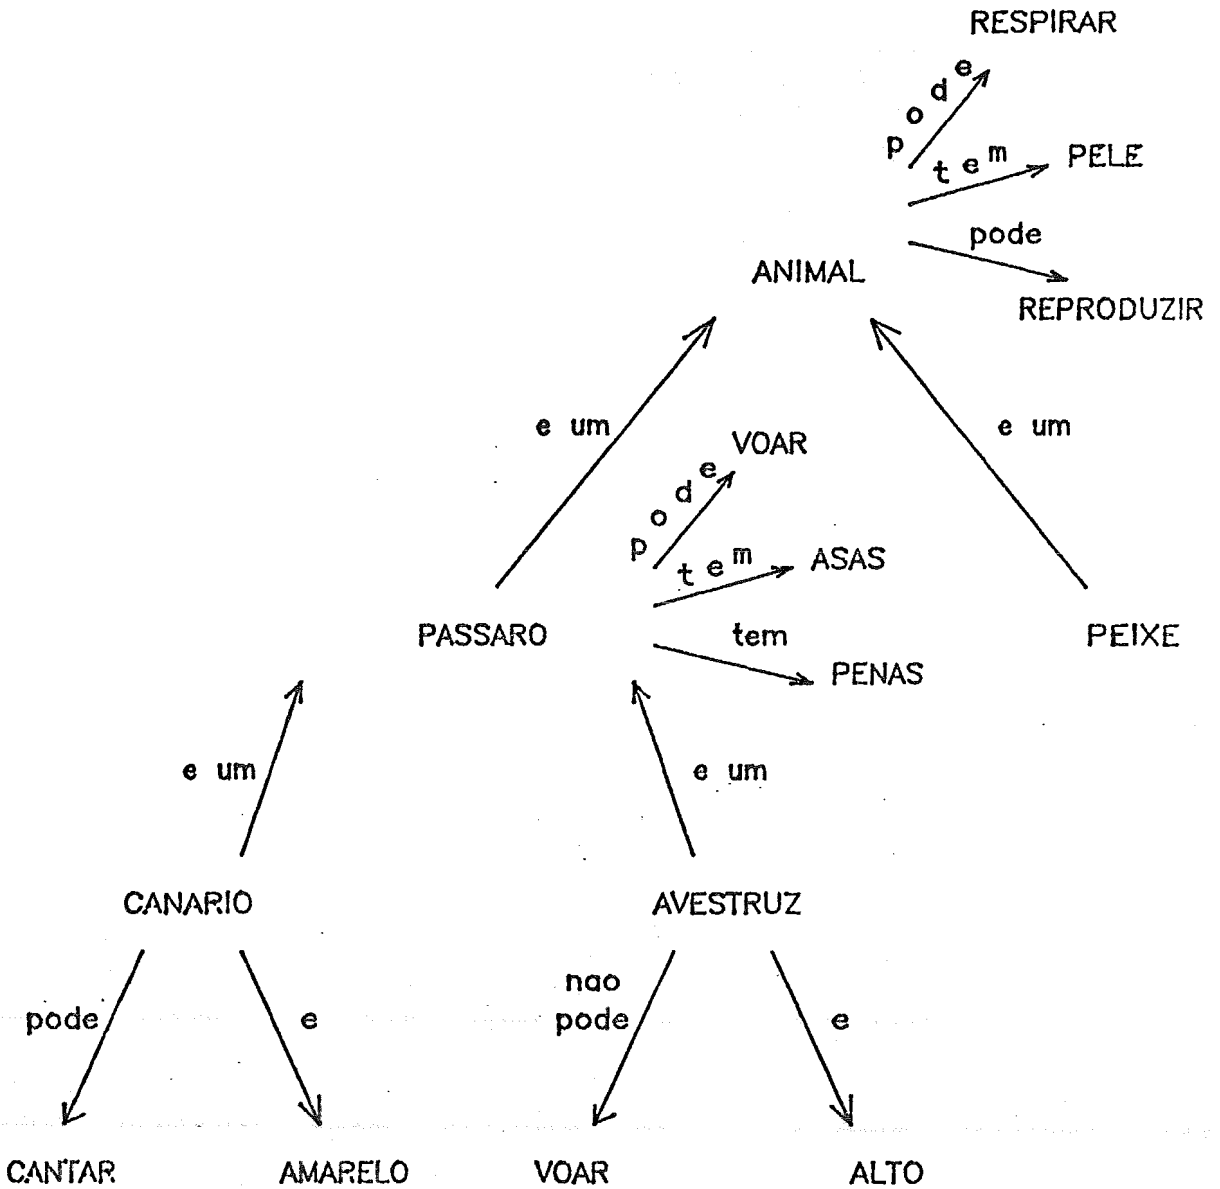 RESPIRAR
pode
tem
PELE
pode
ANIMAL
REPRODUZIR
e um
e um
VOAR
pode
tem
ASAS
PASSARO
tem
PEIXE
PENAS
e um
e um
CANARIO
AVESTRUZ
nao
pode
e
pode
e
CANTAR
AMARELO
VOAR
ALTO